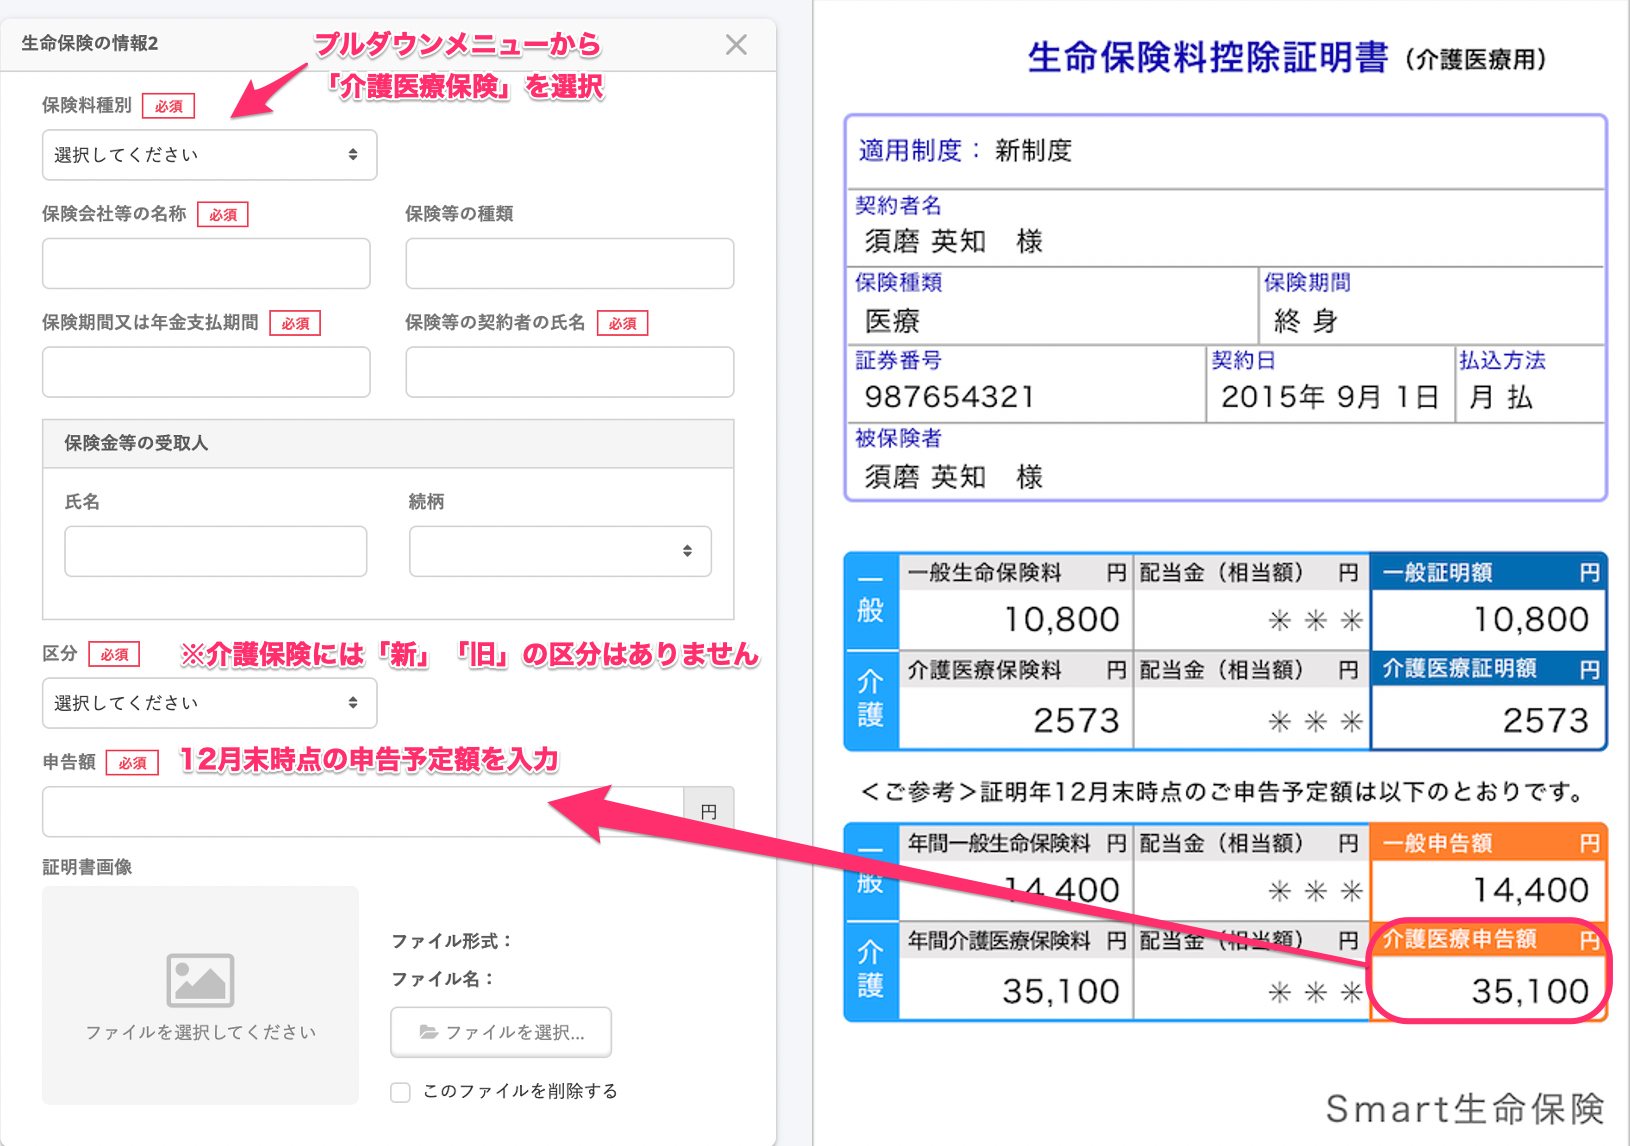 生命保険の情報2
プルダウンメニューから
「介護医療保険」を選択
保険料種別 必須
選択してください
保険会社等の名称 必須 保険等の種類
保険期間又は年金支払期間 必須 保険等の契約者の氏名 必須
保険金等の受取人
氏名 続柄
区分 必須 ※介護保険には「新」「旧」の区分はありません
選択してください
申告額 必須 12月末時点の申告予定額を入力
円
証明書画像
ファイルを選択してください
ファイル形式：
ファイル名：
ファイルを選択...
このファイルを削除する
生命保険料控除証明書（介護医療用）
適用制度： 新制度
契約者名
須磨 英知 様
保険種類 保険期間
医療 終 身
証券番号 契約日 払込方法
987654321 2015年 9月 1日 月 払
被保険者
須磨 英知 様
一般 一般生命保険料 円 配当金（相当額） 円 一般証明額 円
10,800 ＊＊＊ 10,800
介護 介護医療保険料 円 配当金（相当額） 円 介護医療証明額 円
2573 ＊＊＊ 2573
＜ご参考＞証明年12月末時点のご申告予定額は以下のとおりです。
一般 年間一般生命保険料 円 配当金（相当額） 円 一般申告額 円
14,400 ＊＊＊ 14,400
介護 年間介護医療保険料 円 配当金（相当額） 円 介護医療申告額 円
35,100 ＊＊＊ 35,100
Smart生命保険